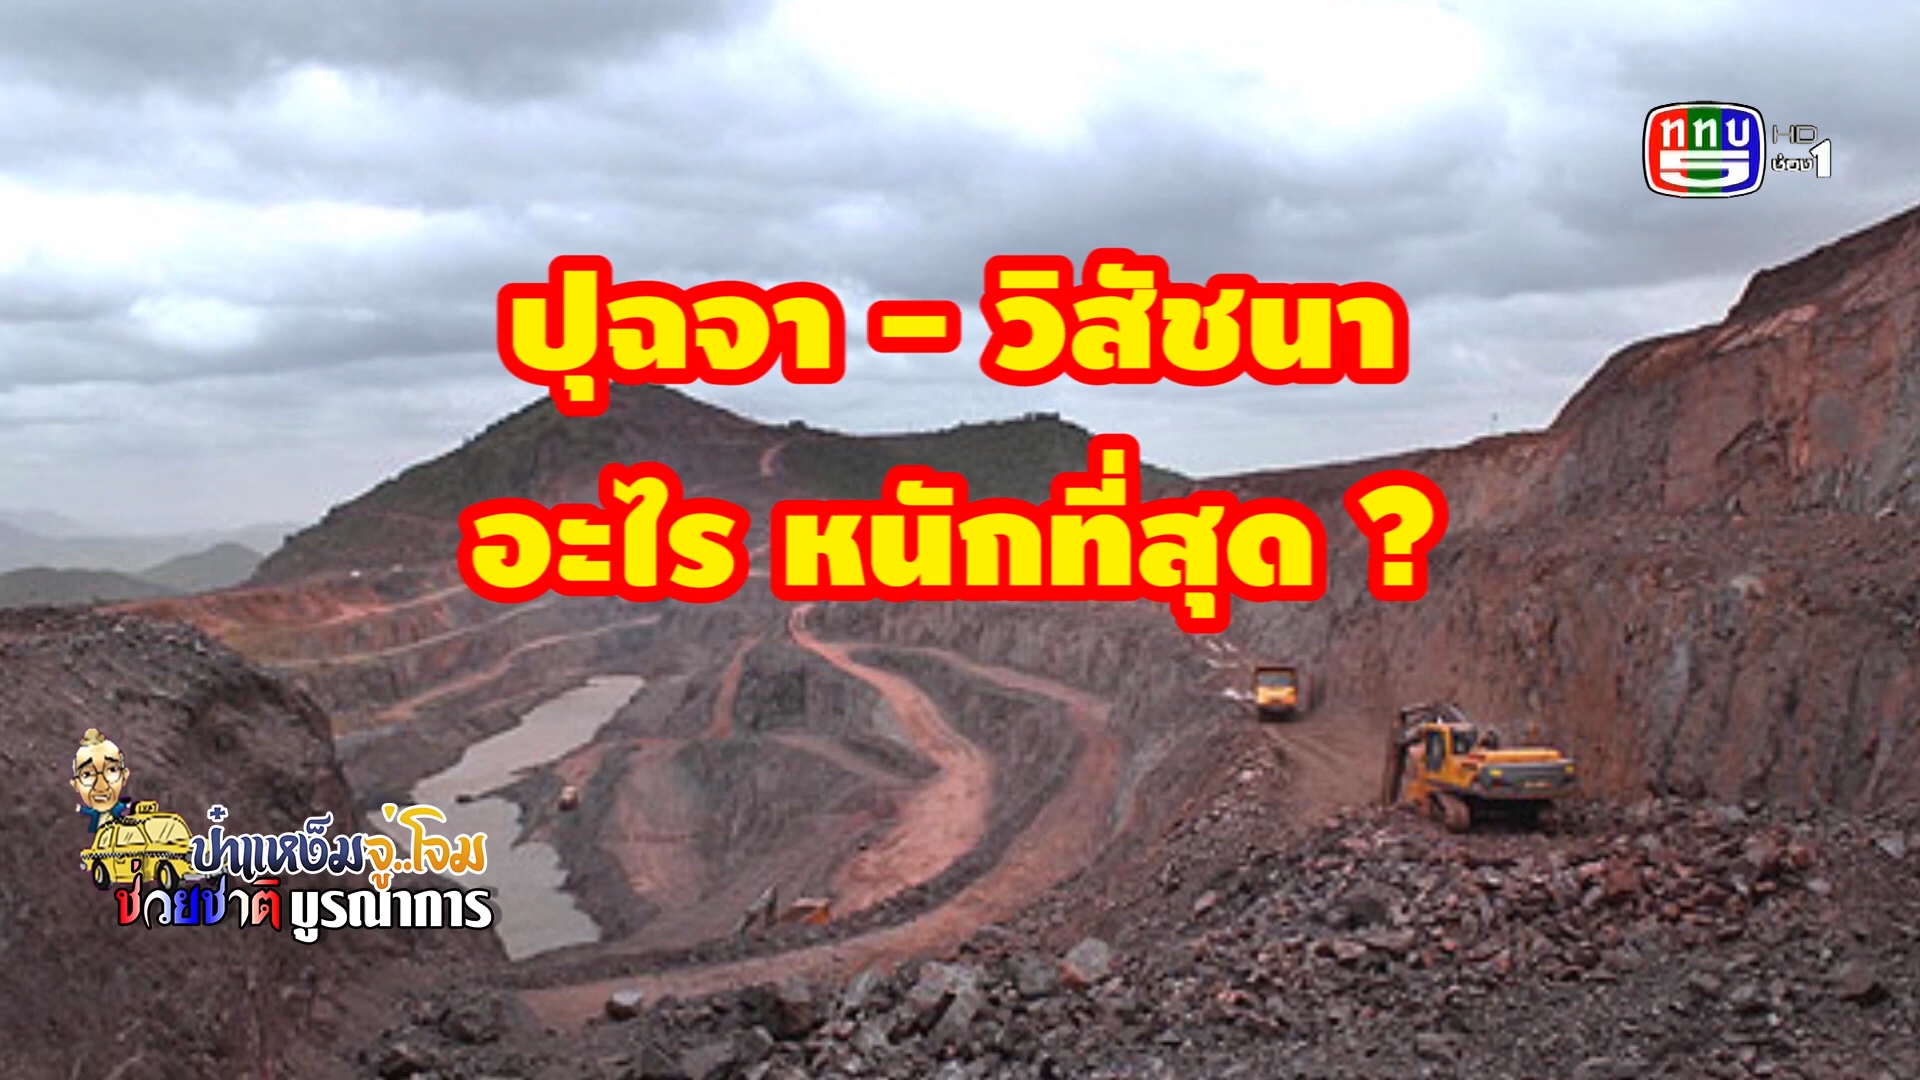 ททบ
5
HD
ช่อง1
ปุฉจา - วิสัชนา
อะไร หนักที่สุด ?
ป๋าแหง็มจู่..โจม
ช่วยชาติ บูรณาการ